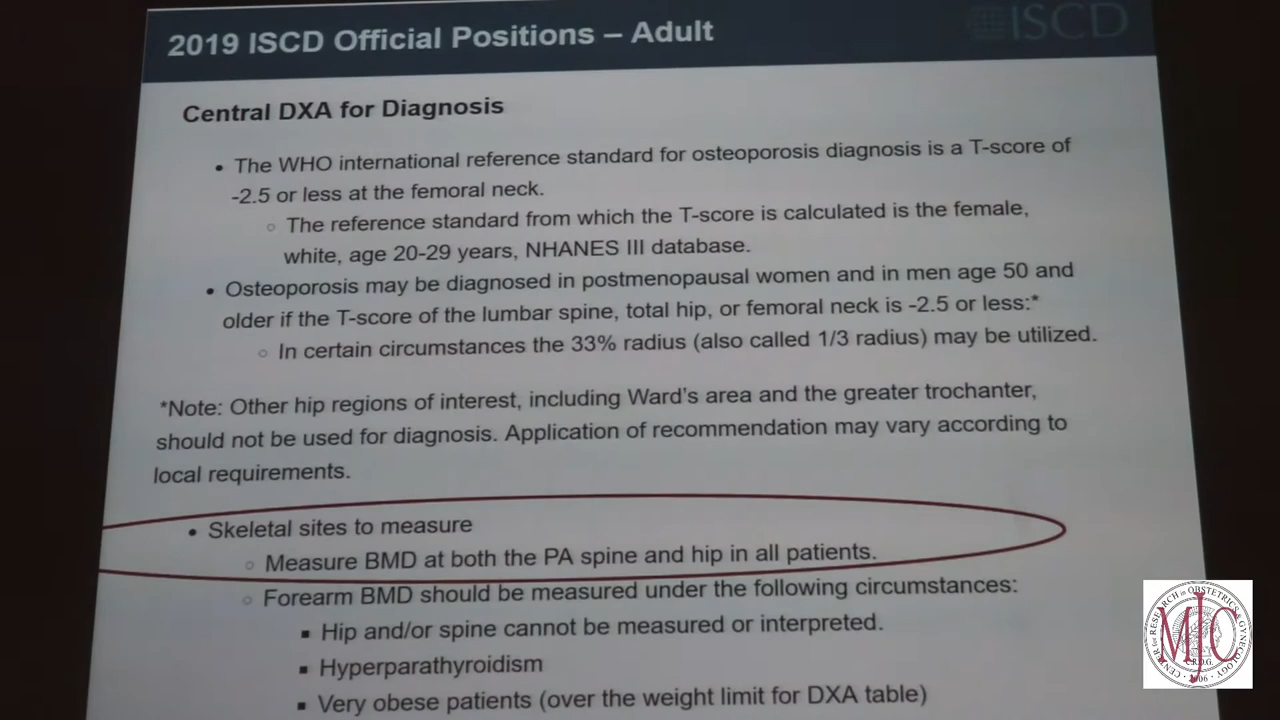 2019 ISCD Official Positions – Adult
ISCD
Central DXA for Diagnosis
• The WHO international reference standard for osteoporosis diagnosis is a T-score of
-2.5 or less at the femoral neck.
○ The reference standard from which the T-score is calculated is the female,
white, age 20-29 years, NHANES III database.
• Osteoporosis may be diagnosed in postmenopausal women and in men age 50 and
older if the T-score of the lumbar spine, total hip, or femoral neck is -2.5 or less:*
○ In certain circumstances the 33% radius (also called 1/3 radius) may be utilized.
*Note: Other hip regions of interest, including Ward's area and the greater trochanter,
should not be used for diagnosis. Application of recommendation may vary according to
local requirements.
• Skeletal sites to measure
○ Measure BMD at both the PA spine and hip in all patients.
○ Forearm BMD should be measured under the following circumstances:
▪ Hip and/or spine cannot be measured or interpreted.
▪ Hyperparathyroidism
▪ Very obese patients (over the weight limit for DXA table)
CENTER for RESEARCH in OBSTETRICS & GYNECOLOGY
MJC
C.R.O.G.